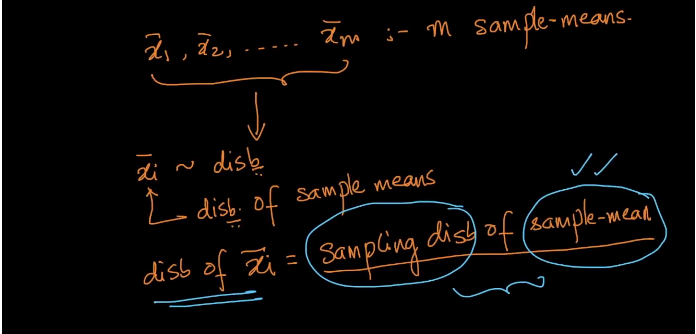 x̄₁, x̄₂, ...... x̄m :- m sample-means.
x̄i ~ disb
disb. of sample means
disb of x̄i = sampling disb of sample-mean